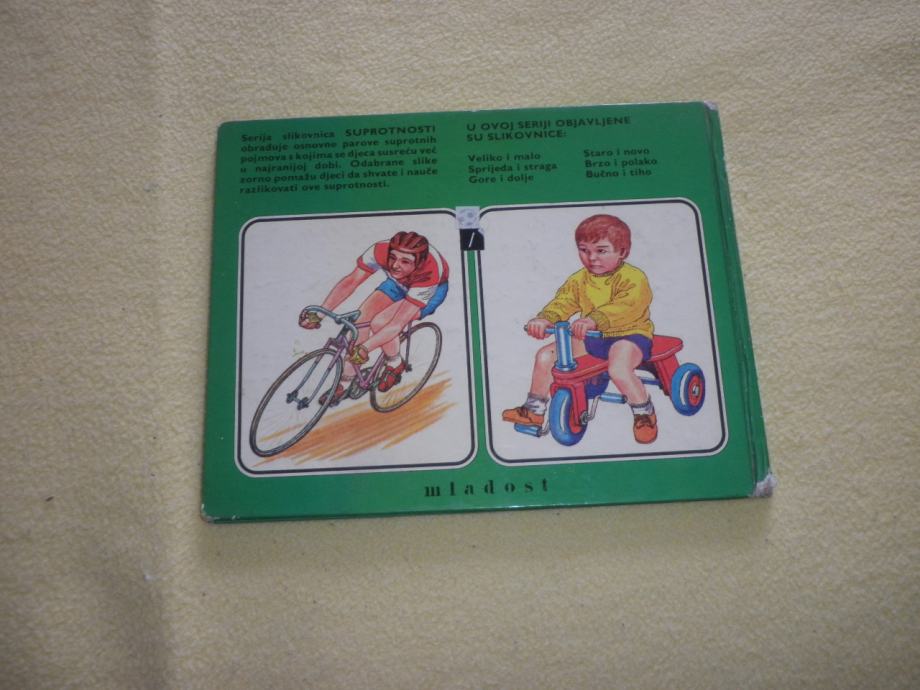 Serija slikovnica SUPROTNOSTI
obrađuje osnovne parove suprotnih
pojmova s kojima se djeca susreću već
u najranijoj dobi. Odabrane slike
zorno pomažu djeci da shvate i nauče
razlikovati ove suprotnosti.
U OVOJ SERIJI OBJAVLJENE
SU SLIKOVNICE:
Veliko i malo
Sprijeda i straga
Gore i dolje
Staro i novo
Brzo i polako
Bučno i tiho
mladost